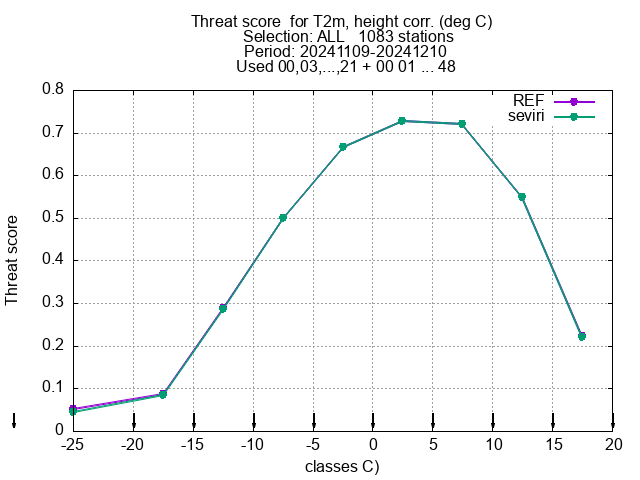 Threat score  for T2m, height corr. (deg C)
Selection: ALL   1083 stations
Period: 20241109-20241210
Used 00,03,...,21 + 00 01 ... 48
REF
seviri
0.8
0.7
0.6
0.5
0.4
0.3
0.2
0.1
0
Threat score
-25 -20 -15 -10 -5 0 5 10 15 20
classes C)